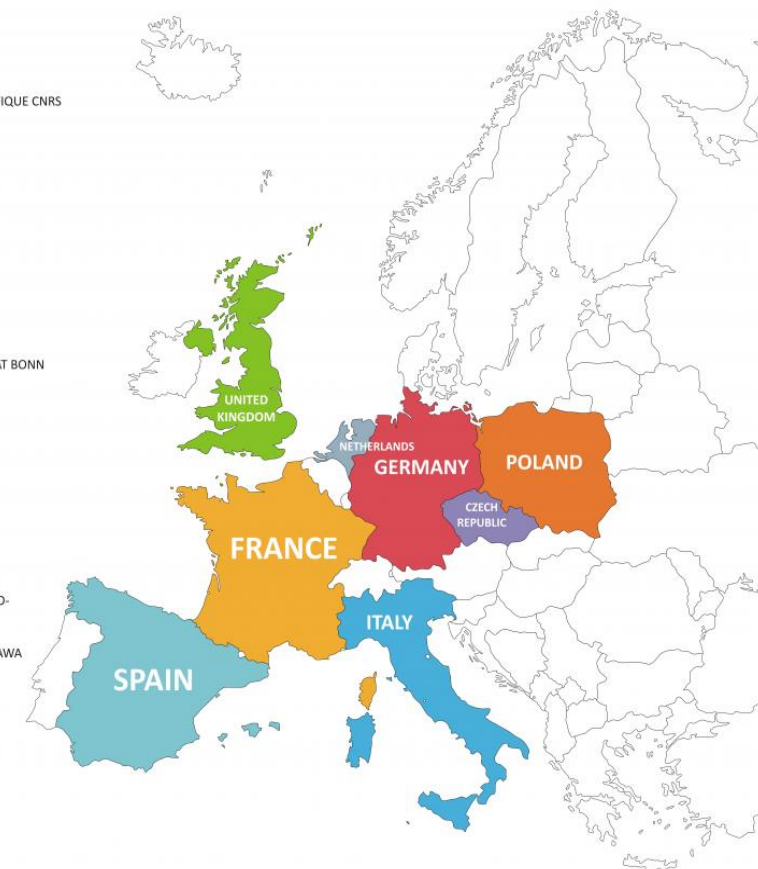 IQUE CNRS
AT BONN
UNITED
KINGDOM
NETHERLANDS
GERMANY
POLAND
CZECH
REPUBLIC
FRANCE
D-
ITALY
AWA
SPAIN